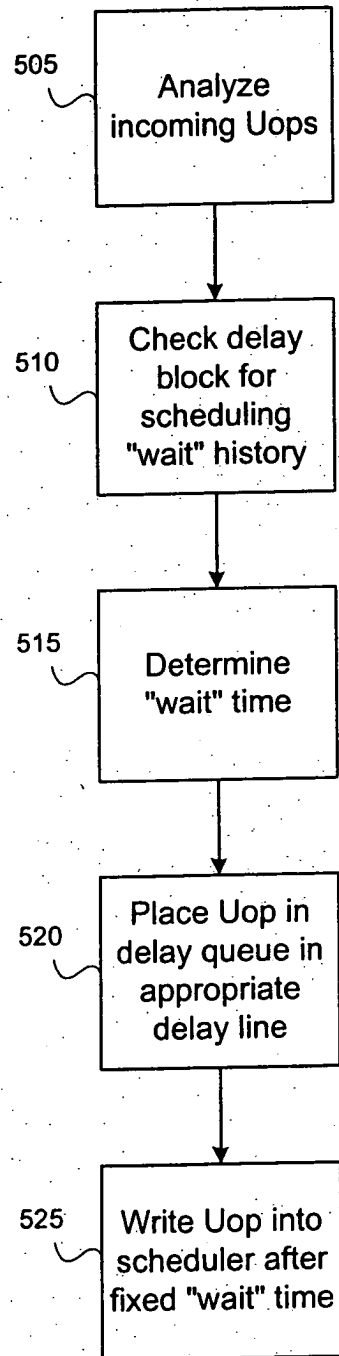 505
Analyze
incoming Uops
510
Check delay
block for
scheduling
"wait" history
515
Determine
"wait" time
520
Place Uop in
delay queue in
appropriate
delay line
525
Write Uop into
scheduler after
fixed "wait" time